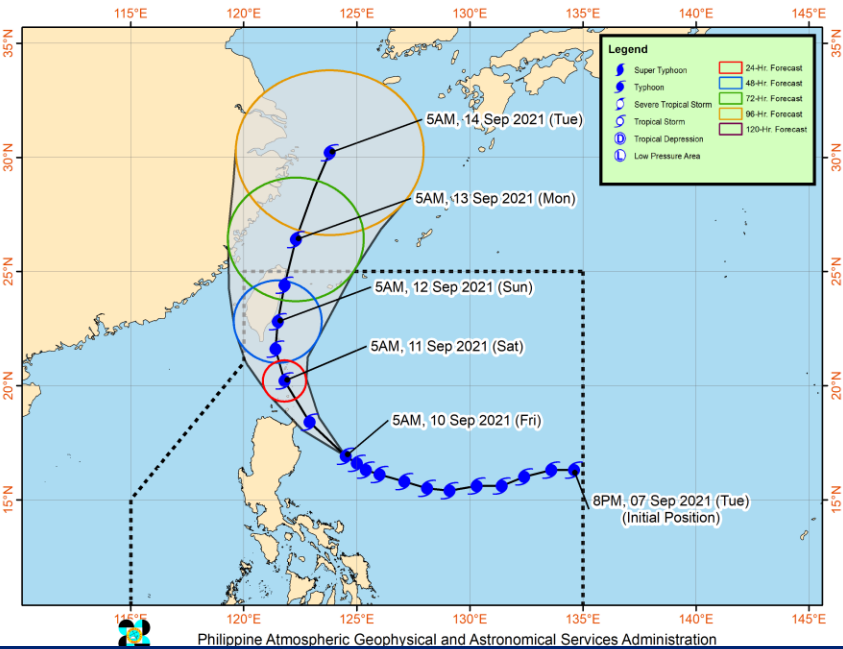 115°E 120°E 125°E 130°E 135°E 140°E 145°E
35°N 35°N
Legend
Super Typhoon
Typhoon
Severe Tropical Storm
Tropical Storm
D Tropical Depression
L Low Pressure Area
24-Hr. Forecast
48-Hr. Forecast
72-Hr. Forecast
96-Hr. Forecast
120-Hr. Forecast
5AM, 14 Sep 2021 (Tue)
30°N 30°N
5AM, 13 Sep 2021 (Mon)
25°N 25°N
5AM, 12 Sep 2021 (Sun)
5AM, 11 Sep 2021 (Sat)
20°N 20°N
5AM, 10 Sep 2021 (Fri)
15°N 15°N
8PM, 07 Sep 2021 (Tue)
(Initial Position)
115°E 120°E 125°E 130°E 135°E 140°E 145°E
Philippine Atmospheric Geophysical and Astronomical Services Administration